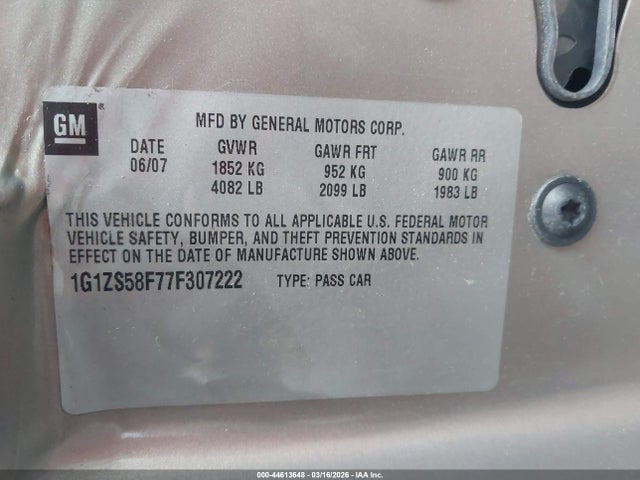 GM
MFD BY GENERAL MOTORS CORP.
DATE GVWR GAWR FRT GAWR RR
06/07 1852 KG 952 KG 900 KG
4082 LB 2099 LB 1983 LB
THIS VEHICLE CONFORMS TO ALL APPLICABLE U.S. FEDERAL MOTOR
VEHICLE SAFETY, BUMPER, AND THEFT PREVENTION STANDARDS IN
EFFECT ON THE DATE OF MANUFACTURE SHOWN ABOVE.
1G1ZS58F77F307222 TYPE: PASS CAR
000-44613648 - 03/16/2026 - IAAI.CA